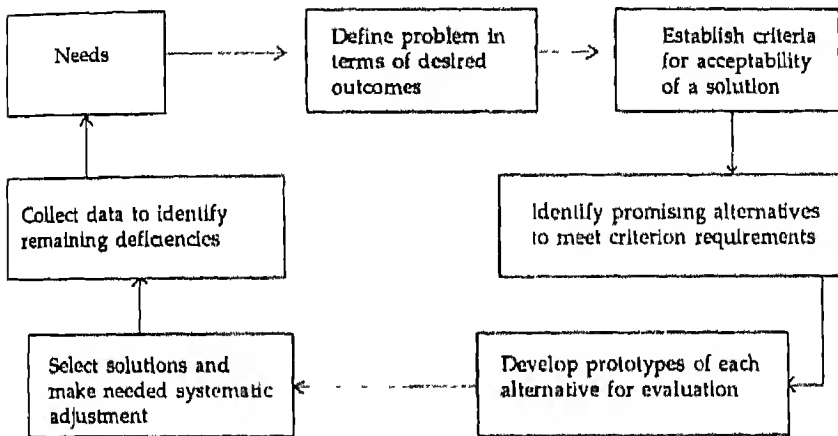 Needs
Define problem in
terms of desired
outcomes
Establish criteria
for acceptability
of a solution
Identify promising alternatives
to meet criterion requirements
Develop prototypes of each
alternative for evaluation
Select solutions and
make needed systematic
adjustment
Collect data to identify
remaining deficiencies